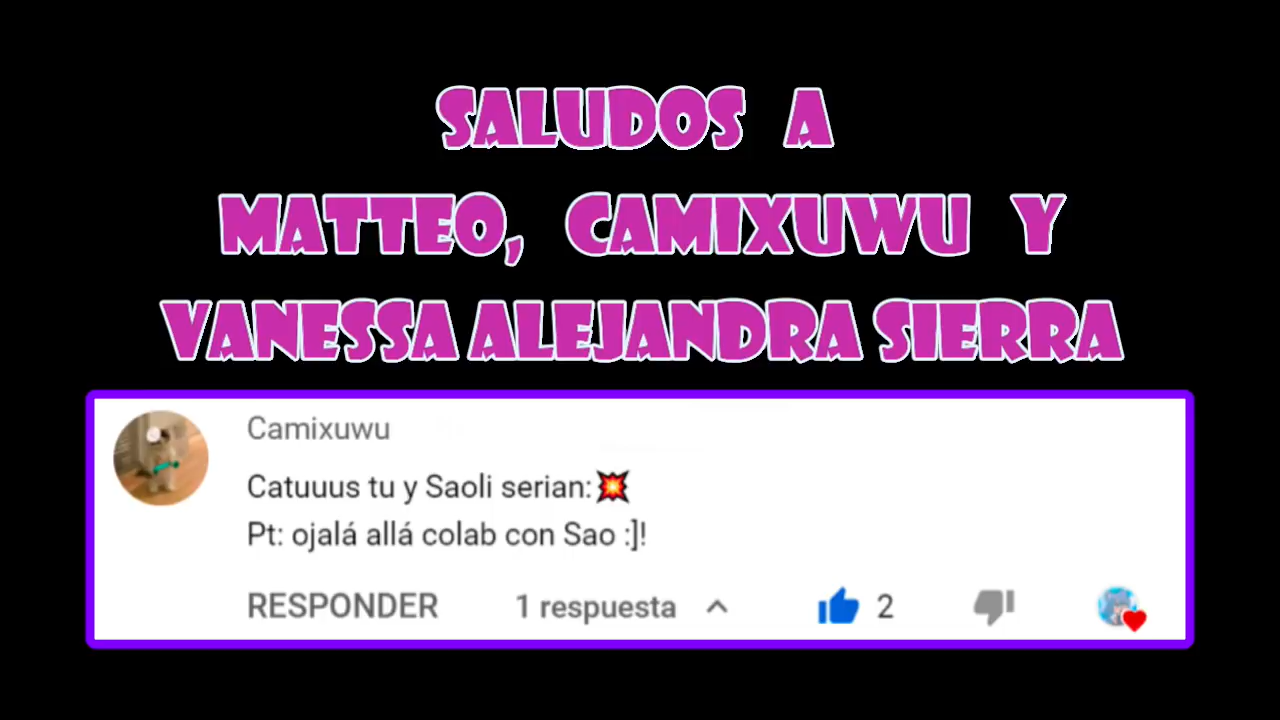 SALUDOS A
MATTEO, CAMIXUWU Y
VANESSA ALEJANDRA SIERRA
Camixuwu
Catuuus tu y Saoli serian:💥
Pt: ojalá allá colab con Sao :]!
RESPONDER 1 respuesta 2